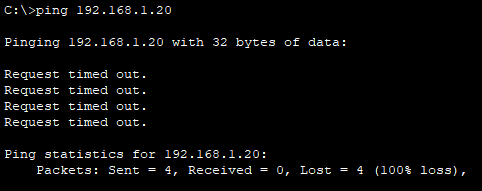 C:\>ping 192.168.1.20
Pinging 192.168.1.20 with 32 bytes of data:
Request timed out.
Request timed out.
Request timed out.
Request timed out.
Ping statistics for 192.168.1.20:
Packets: Sent = 4, Received = 0, Lost = 4 (100% loss),